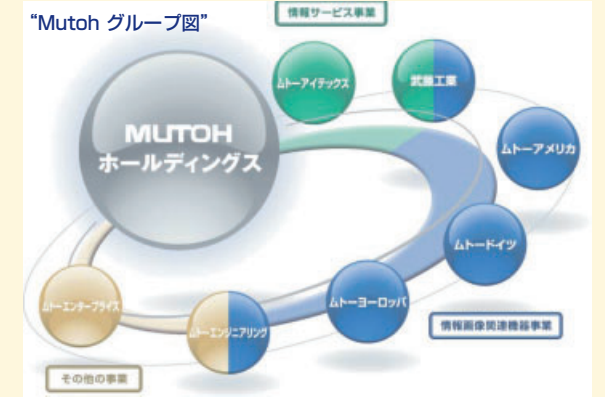 “Mutoh グループ図”
情報サービス事業
ムトーアイテックス
武藤工業
MUTOH
ホールディングス
ムトーアメリカ
ムトードイツ
ムトーヨーロッパ
ムトーエンタープライズ
ムトーエンジニアリング
情報画像関連機器事業
その他の事業